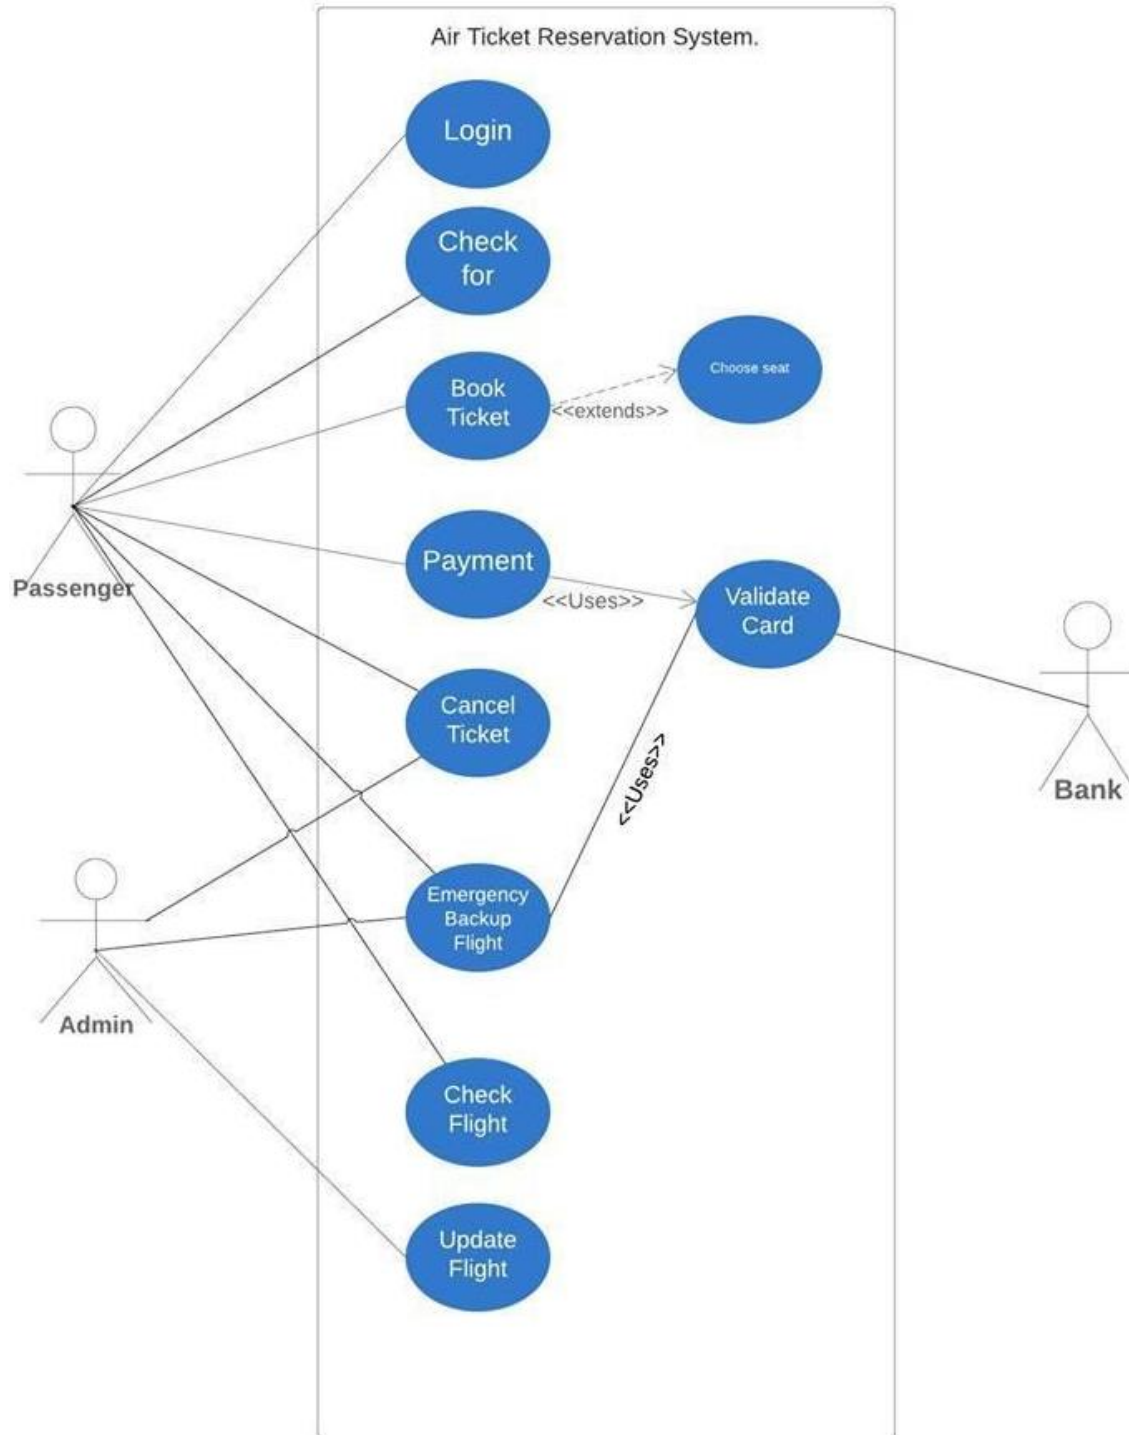 Air Ticket Reservation System.
Login
Check
for
Book
Ticket
<<extends>>
Choose seat
Passenger
Payment
<<Uses>>
Validate
Card
Bank
Cancel
Ticket
<<Uses>>
Emergency
Backup
Flight
Admin
Check
Flight
Update
Flight